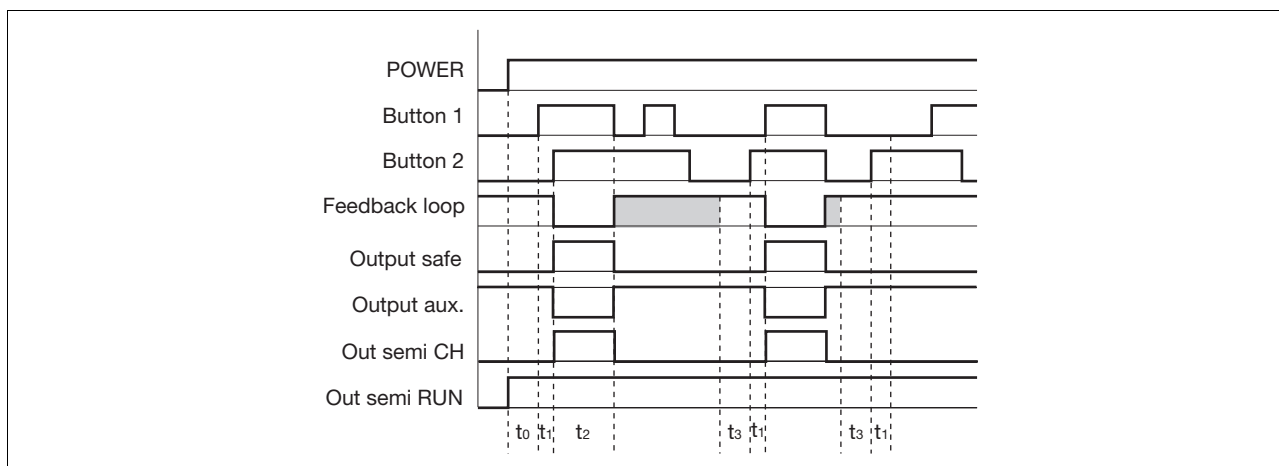 POWER
Button 1
Button 2
Feedback loop
Output safe
Output aux.
Out semi CH
Out semi RUN
t0 t1 t2 t3 t1 t3 t1